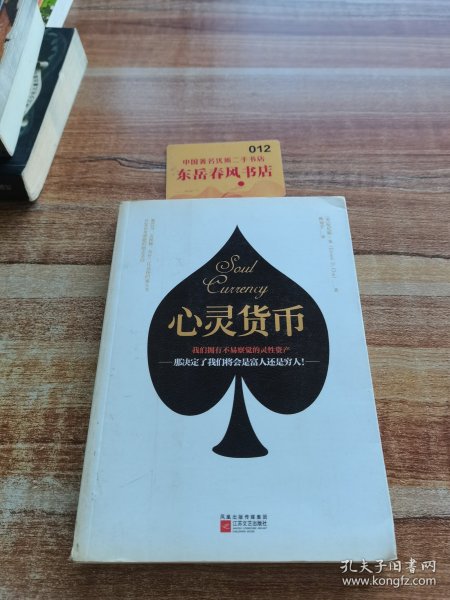 012
中国著名优质二手书店
东岳春风书店
Soul
Currency
心灵货币
我们拥有不易察觉的灵性资产
那决定了我们将会是富人还是穷人！
著
凤凰出版传媒集团
江苏文艺出版社
孔夫子旧书网
www.kongfz.com